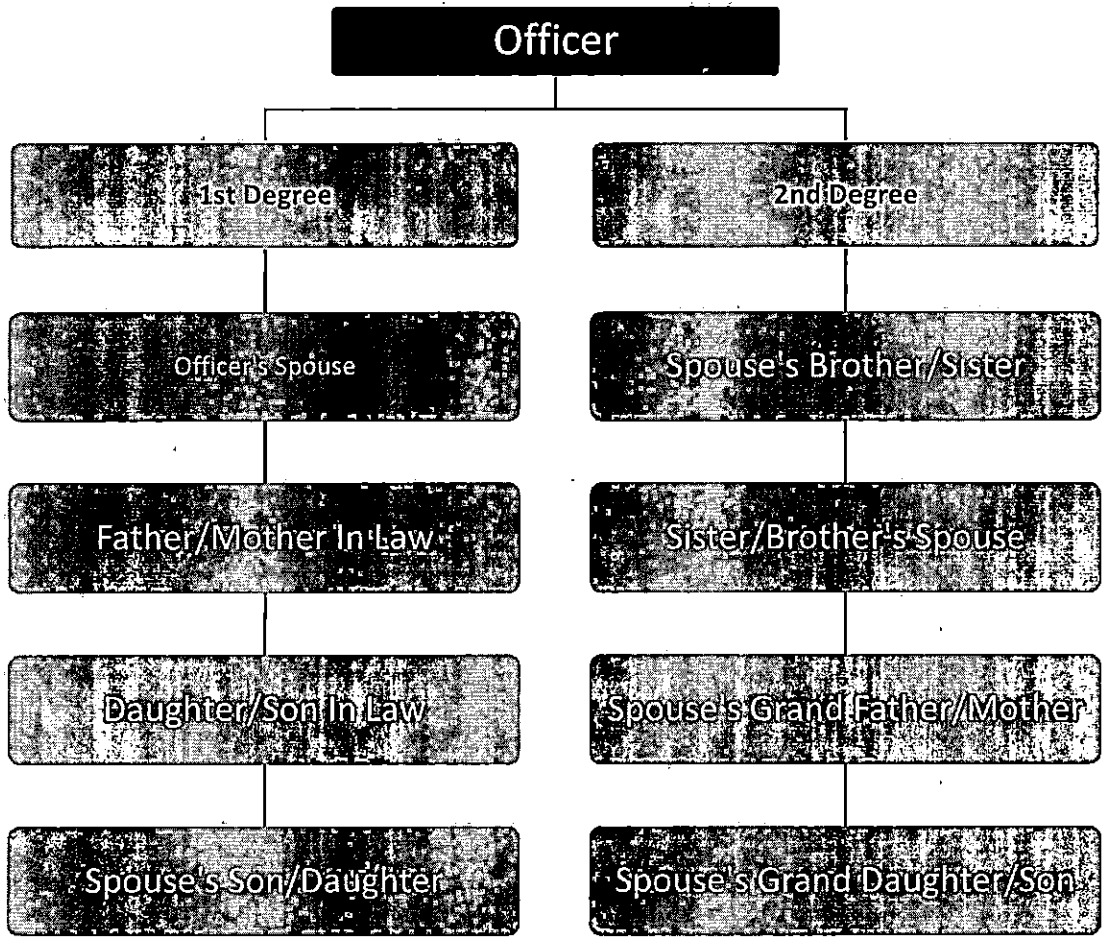 Officer
1st Degree
2nd Degree
Officer's Spouse
Spouse's Brother/Sister
Father/Mother In Law
Sister/Brother's Spouse
Daughter/Son In Law
Spouse's Grand Father/Mother
Spouse's Son/Daughter
Spouse's Grand Daughter/Son